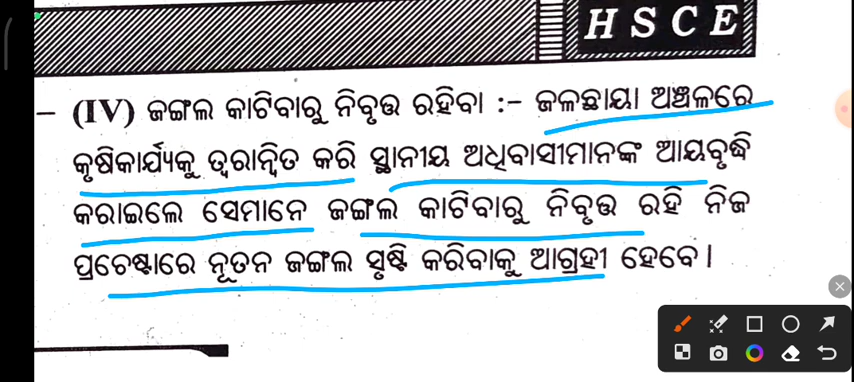 HSCE
– (IV) ଜଙ୍ଗଲ କାଟିବାରୁ ନିବୃତ୍ତ ରହିବା :– ଜଳଛାୟା ଅଞ୍ଚଳରେ
କୃଷିକାର୍ଯ୍ୟକୁ ତ୍ୱରାନ୍ୱିତ କରି ସ୍ଥାନୀୟ ଅଧିବାସୀମାନଙ୍କ ଆୟବୃଦ୍ଧି
କରାଇଲେ ସେମାନେ ଜଙ୍ଗଲ କାଟିବାରୁ ନିବୃତ୍ତ ରହି ନିଜ
ପ୍ରଚେଷ୍ଟାରେ ନୂତନ ଜଙ୍ଗଲ ସୃଷ୍ଟି କରିବାକୁ ଆଗ୍ରହୀ ହେବେ।